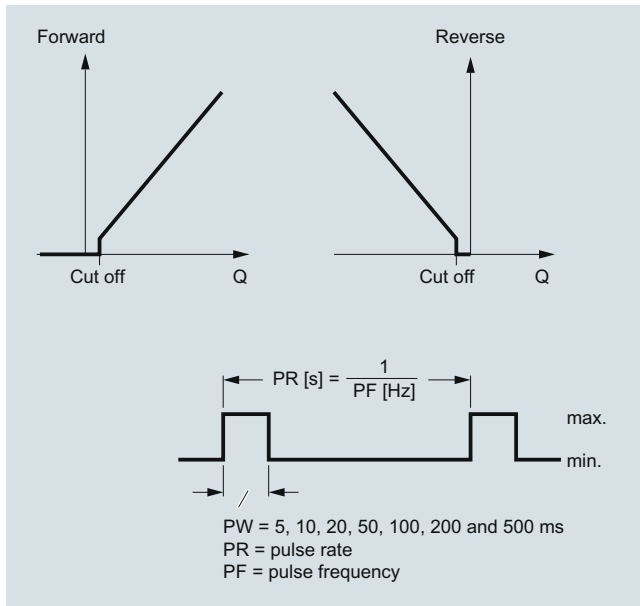 Forward
Reverse
Cut off
Q
Cut off
Q
PR [s] = 1 / PF [Hz]
max.
min.
PW = 5, 10, 20, 50, 100, 200 and 500 ms
PR = pulse rate
PF = pulse frequency